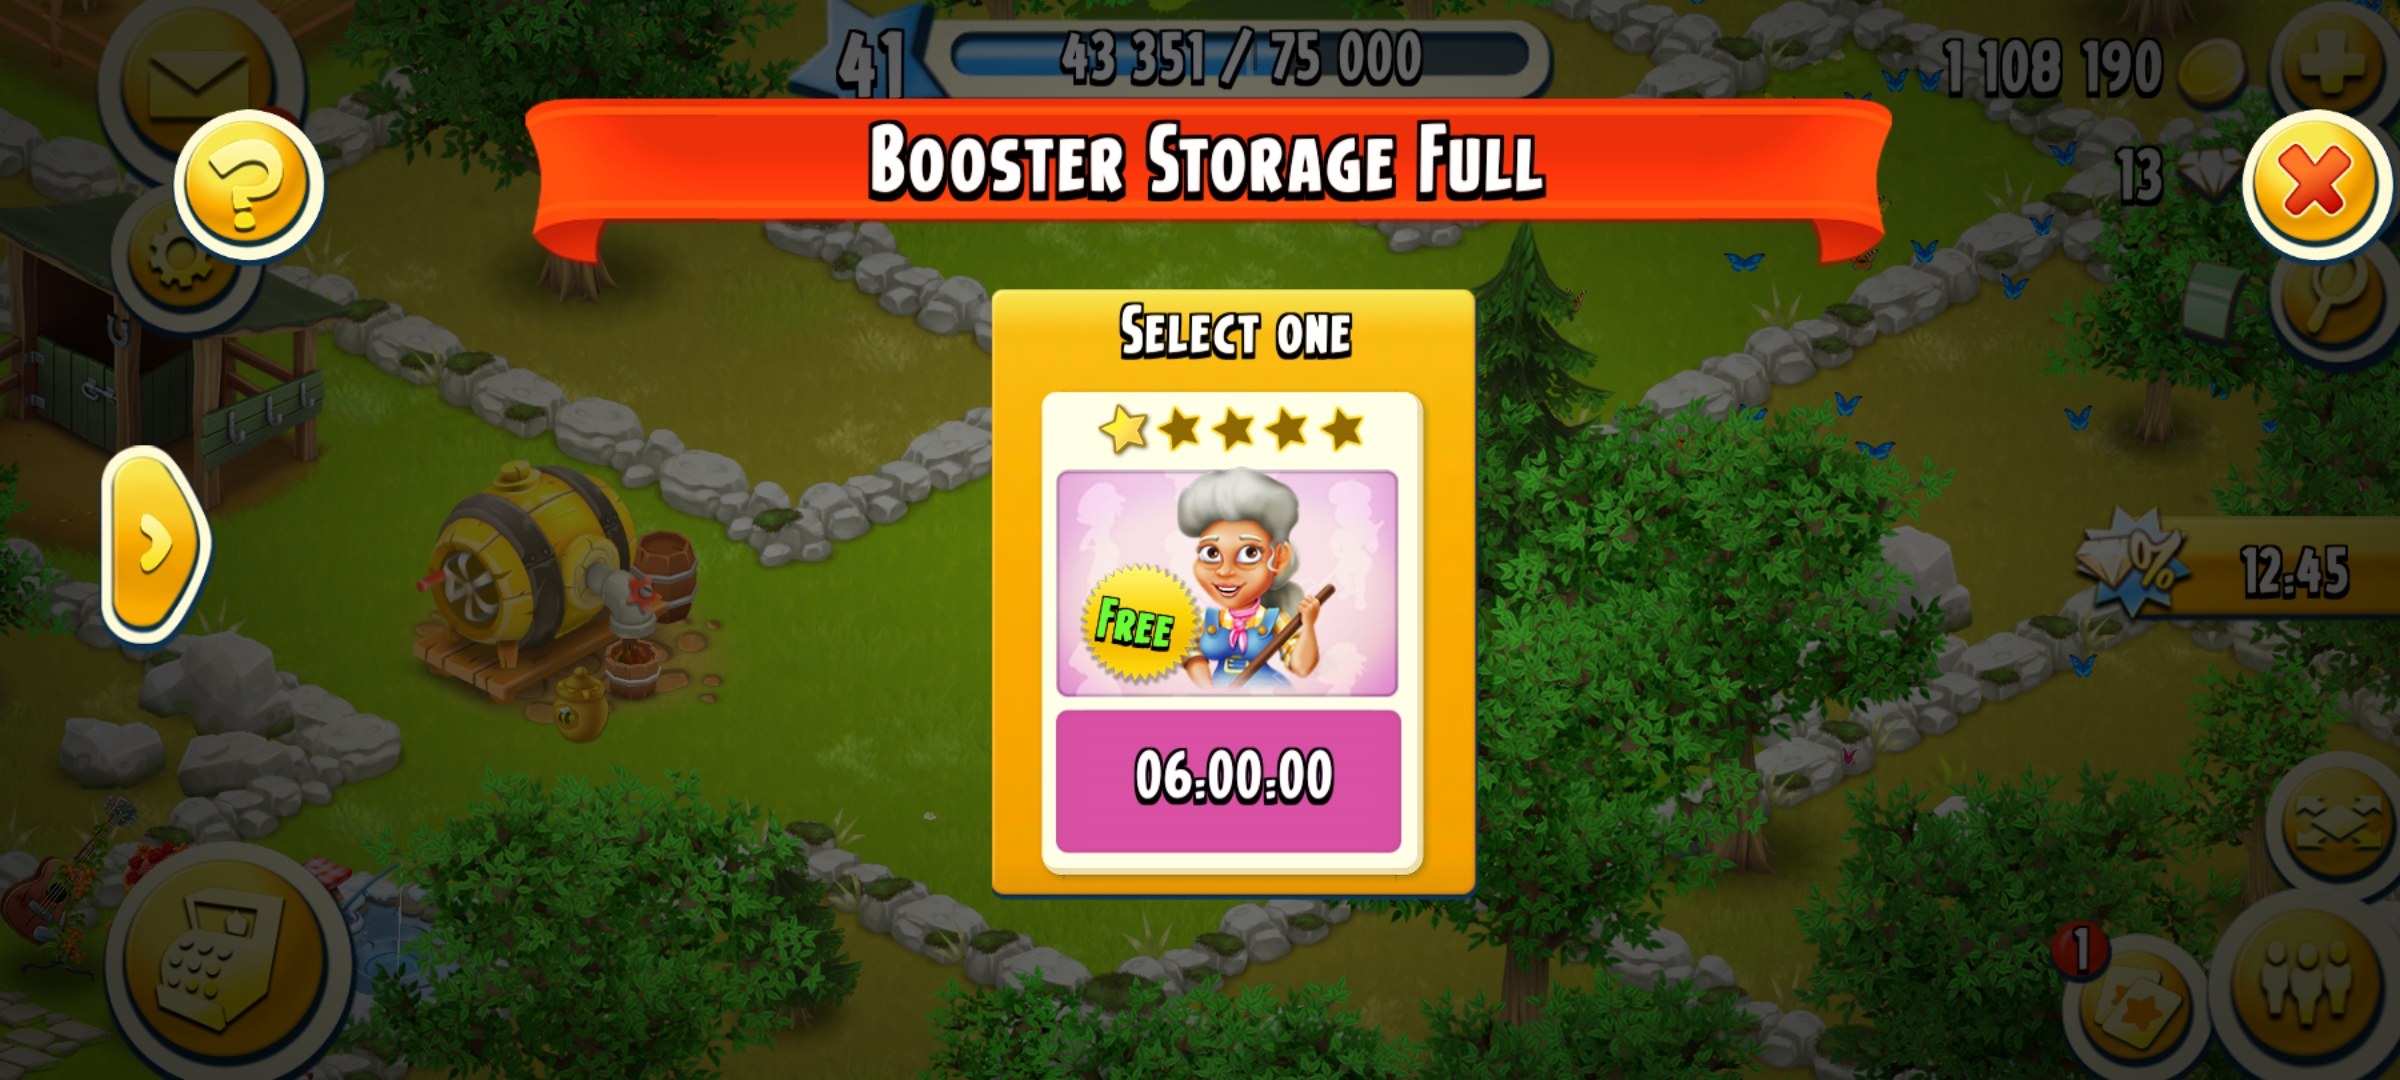 41
43 351 / 75 000
1 108 190
BOOSTER STORAGE FULL
13
SELECT ONE
FREE
%
12:45
06:00:00
1